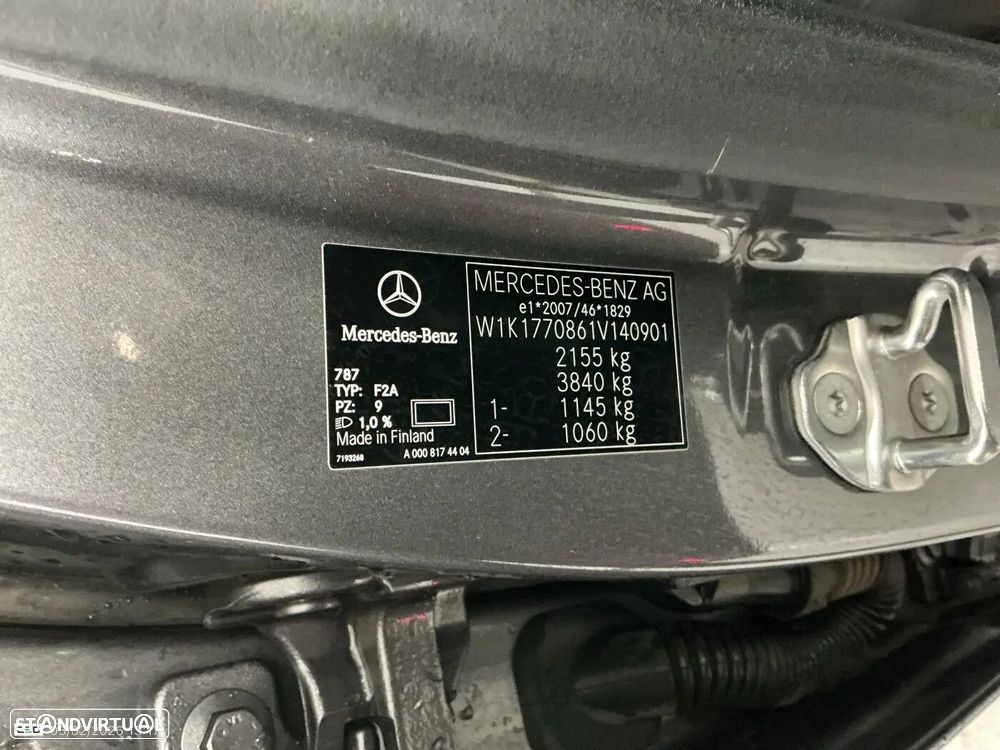 Mercedes-Benz
787
TYP: F2A
PZ: 9
1,0 %
Made in Finland
7193268 A 000 817 44 04
MERCEDES-BENZ AG
e1*2007/46*1829
W1K1770861V140901
2155 kg
3840 kg
1- 1145 kg
2- 1060 kg
STANDVIRTUAL